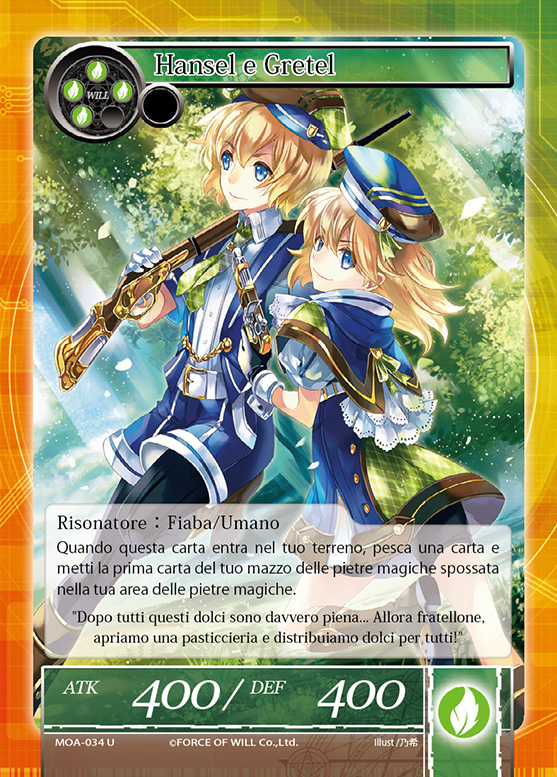 Hansel e Gretel
WILL
Risonatore : Fiaba/Umano
Quando questa carta entra nel tuo terreno, pesca una carta e
metti la prima carta del tuo mazzo delle pietre magiche spossata
nella tua area delle pietre magiche.
"Dopo tutti questi dolci sono davvero piena... Allora fratellone,
apriamo una pasticcieria e distribuiamo dolci per tutti!"
ATK 400 / DEF 400
MOA-034 U ©FORCE OF WILL Co.,Ltd. Illust /乃希